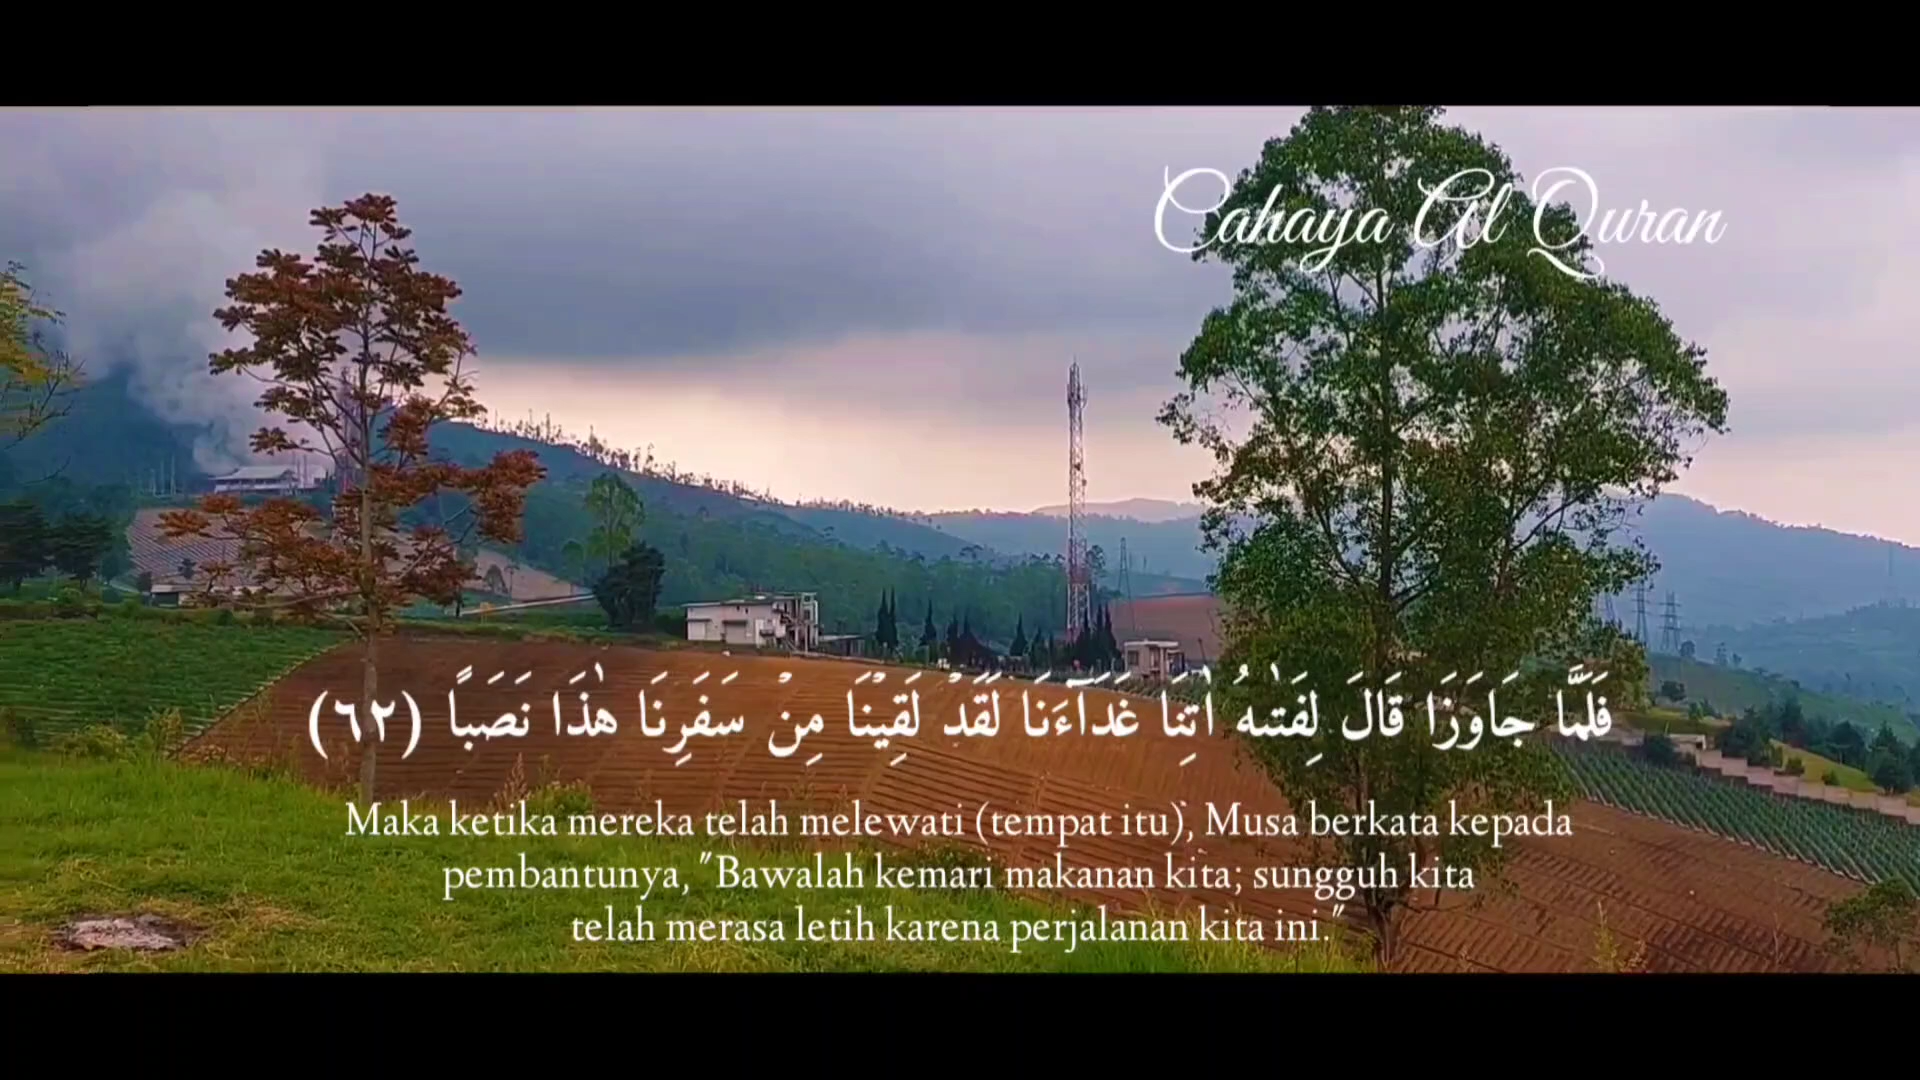 Cahaya Al Quran
فَلَمَّا جَاوَزَا قَالَ لِفَتٰىهُ اٰتِنَا غَدَاۤءَنَا لَقَدْ لَقِيْنَا مِنْ سَفَرِنَا هٰذَا نَصَبًا (٦٢)
Maka ketika mereka telah melewati (tempat itu), Musa berkata kepada
pembantunya, "Bawalah kemari makanan kita; sungguh kita
telah merasa letih karena perjalanan kita ini."